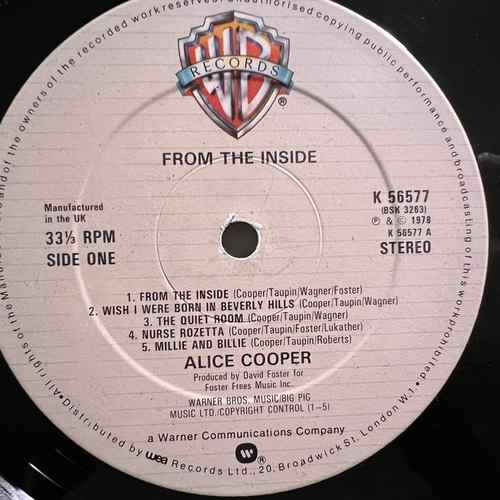 WB
RECORDS
®
FROM THE INSIDE
Manufactured
in the UK
33⅓ RPM
SIDE ONE
K 56577
(BSK 3263)
℗ & © 1978
K 56577 A
STEREO
1. FROM THE INSIDE (Cooper/Taupin/Wagner/Foster)
2. WISH I WERE BORN IN BEVERLY HILLS (Cooper/Taupin/Wagner)
3. THE QUIET ROOM (Cooper/Taupin/Wagner)
4. NURSE ROZETTA (Cooper/Taupin/Foster/Lukather)
5. MILLIE AND BILLIE (Cooper/Taupin/Roberts)
ALICE COOPER
Produced by David Foster for
Foster Frees Music Inc.
WARNER BROS. MUSIC/BIG PIG
MUSIC LTD./COPYRIGHT CONTROL (1–5)
a Warner Communications Company
All rights of the and of the owners of the recorded work reserved. Unauthorised copying public performance and broadcasting of this work prohibited.
Distributed by wea Records Ltd., 20, Broadwick St. London W.1.